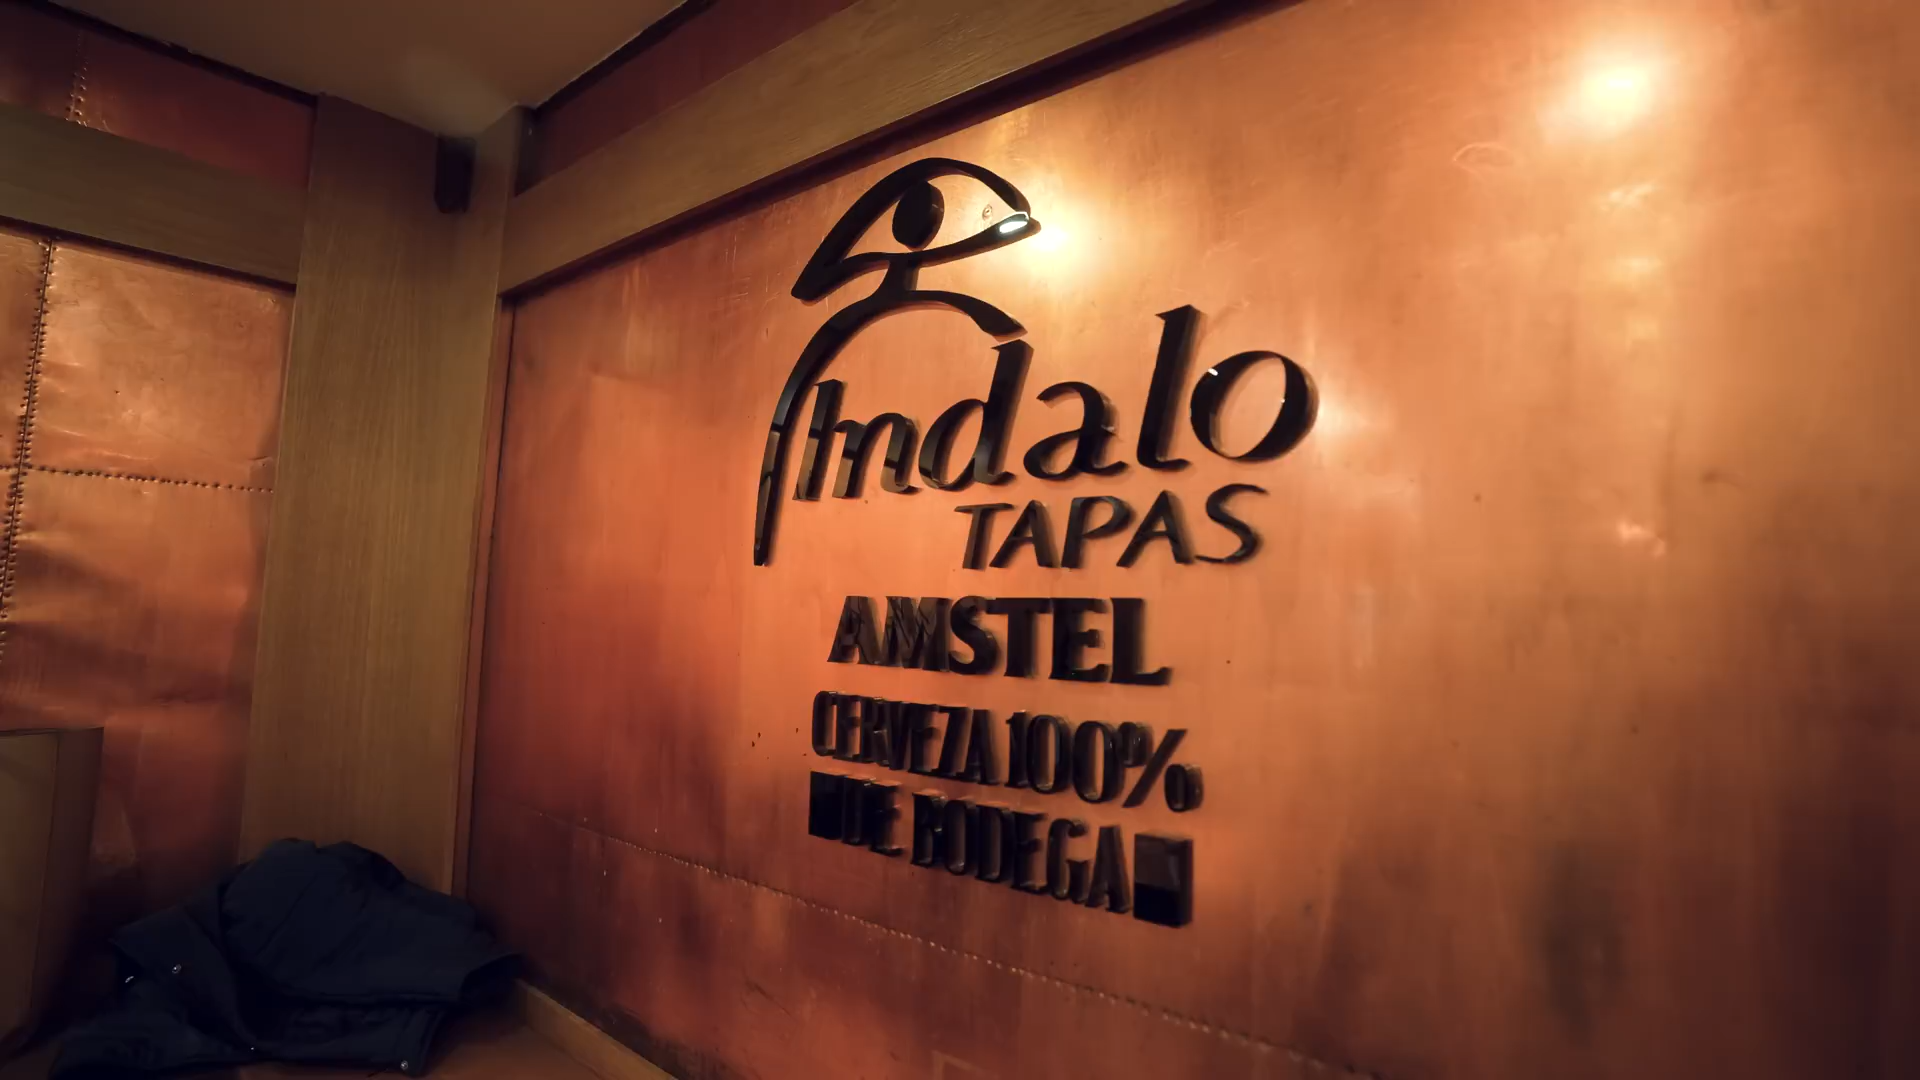 Indalo
TAPAS
AMSTEL
CERVEZA 100%
DE BODEGA